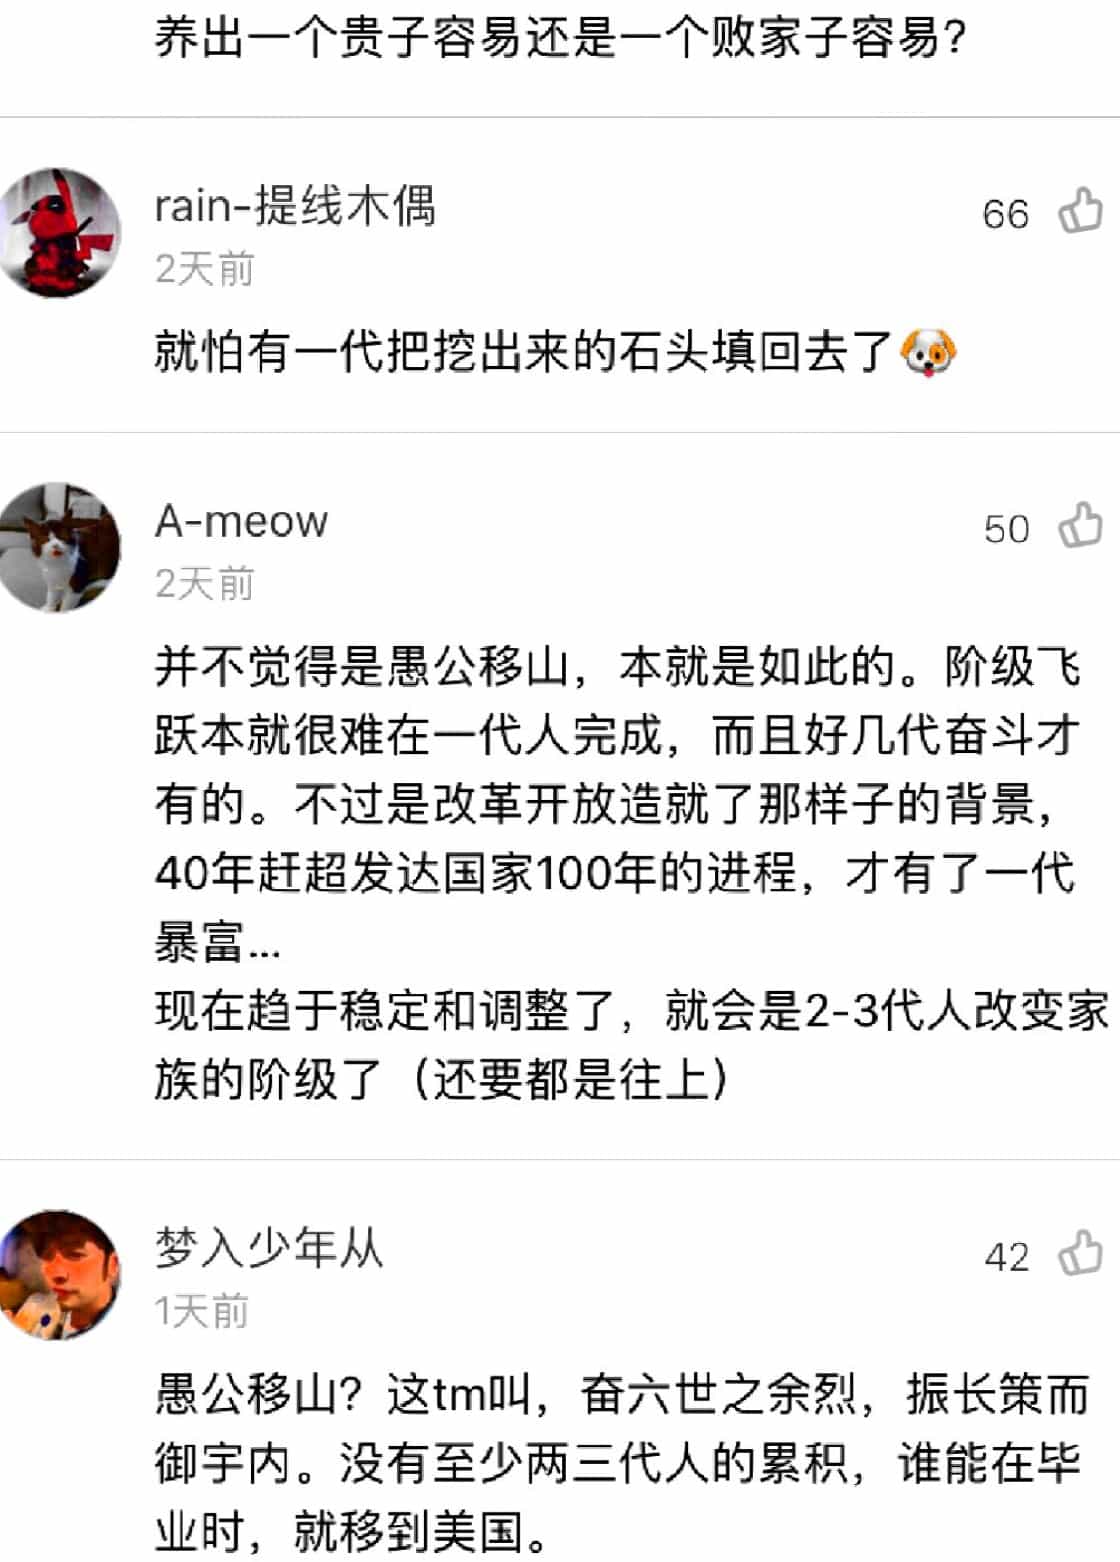 养出一个贵子容易还是一个败家子容易？
rain-提线木偶
66
2天前
就怕有一代把挖出来的石头填回去了🐶
A-meow
50
2天前
并不觉得是愚公移山，本就是如此的。阶级飞
跃本就很难在一代人完成，而且好几代奋斗才
有的。不过是改革开放造就了那样子的背景，
40年赶超发达国家100年的进程，才有了一代
暴富...
现在趋于稳定和调整了，就会是2-3代人改变家
族的阶级了（还要都是往上）
梦入少年从
42
1天前
愚公移山？这tm叫，奋六世之余烈，振长策而
御宇内。没有至少两三代人的累积，谁能在毕
业时，就移到美国。